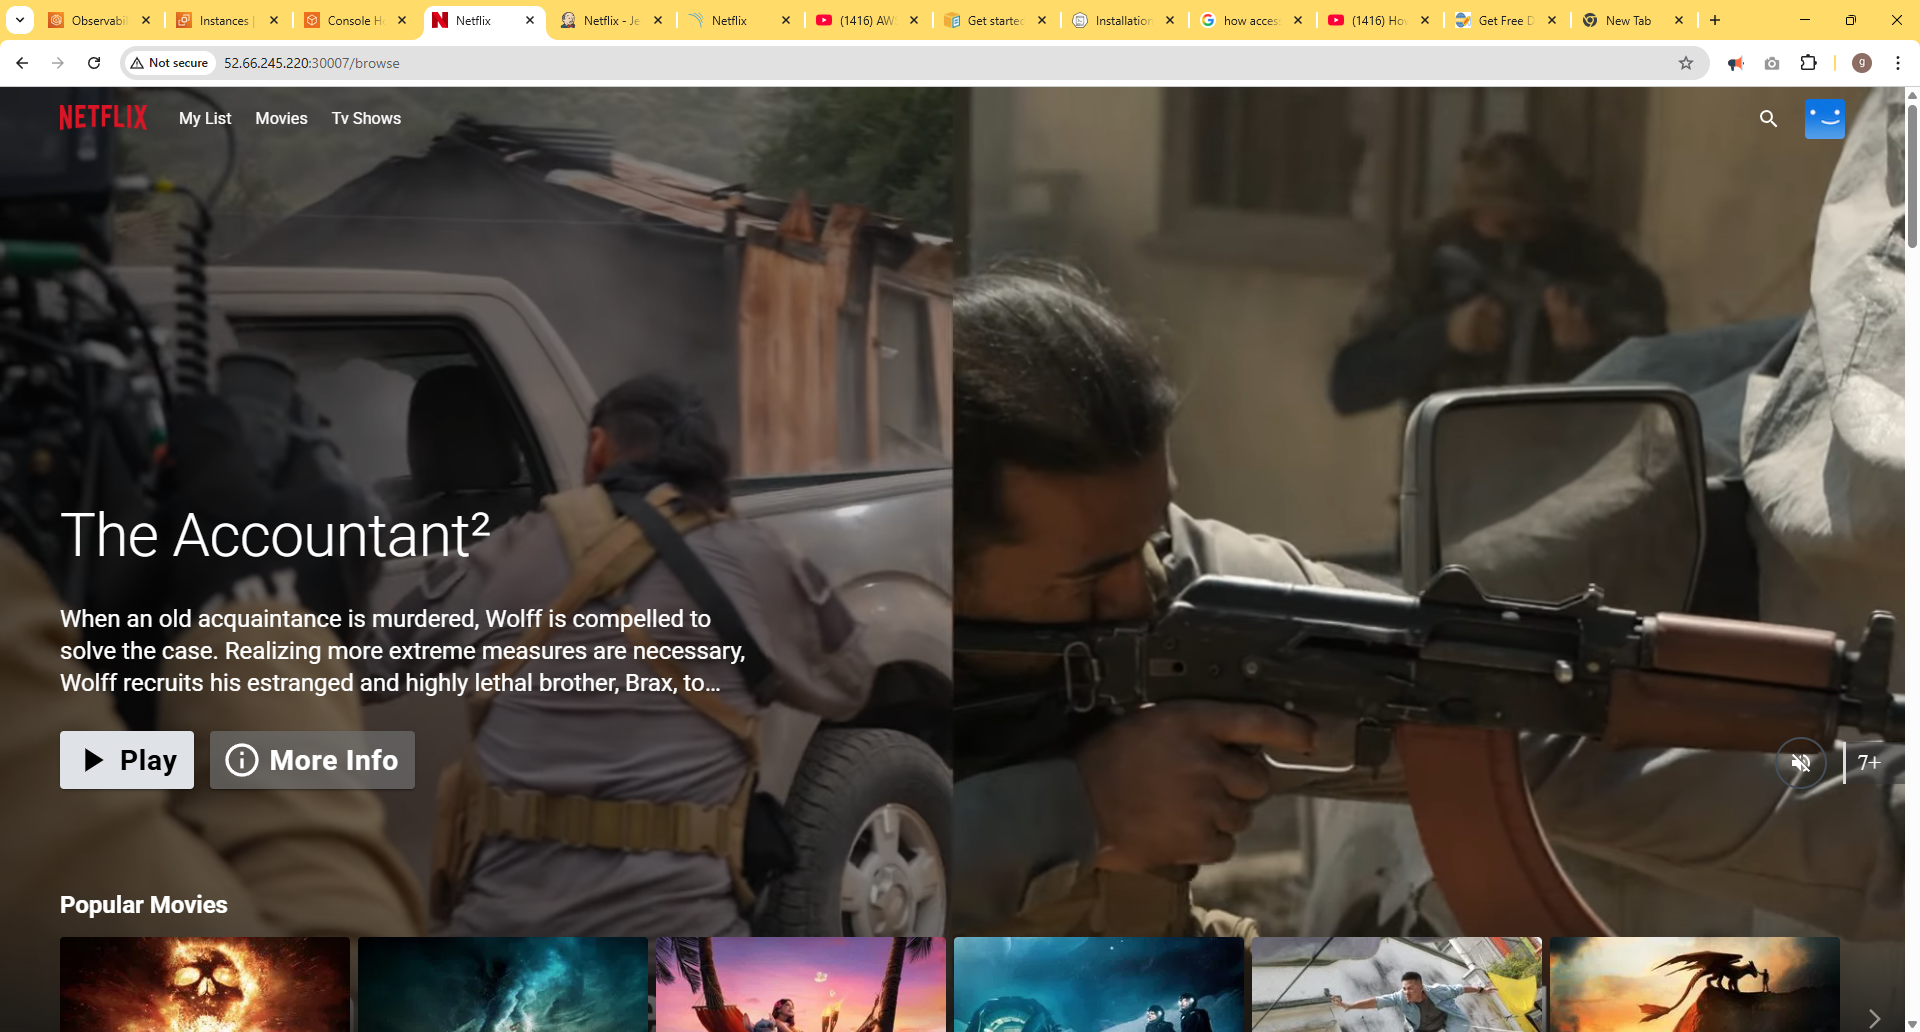 Observabil
Instances |
Console H
Netflix
Netflix - Je
Netflix
(1416) AW
Get started
Installation
how acces
(1416) Ho
Get Free D
New Tab
Not secure
52.66.245.220:30007/browse
g
NETFLIX
My List
Movies
Tv Shows
The Accountant²
When an old acquaintance is murdered, Wolff is compelled to
solve the case. Realizing more extreme measures are necessary,
Wolff recruits his estranged and highly lethal brother, Brax, to...
Play
More Info
7+
Popular Movies